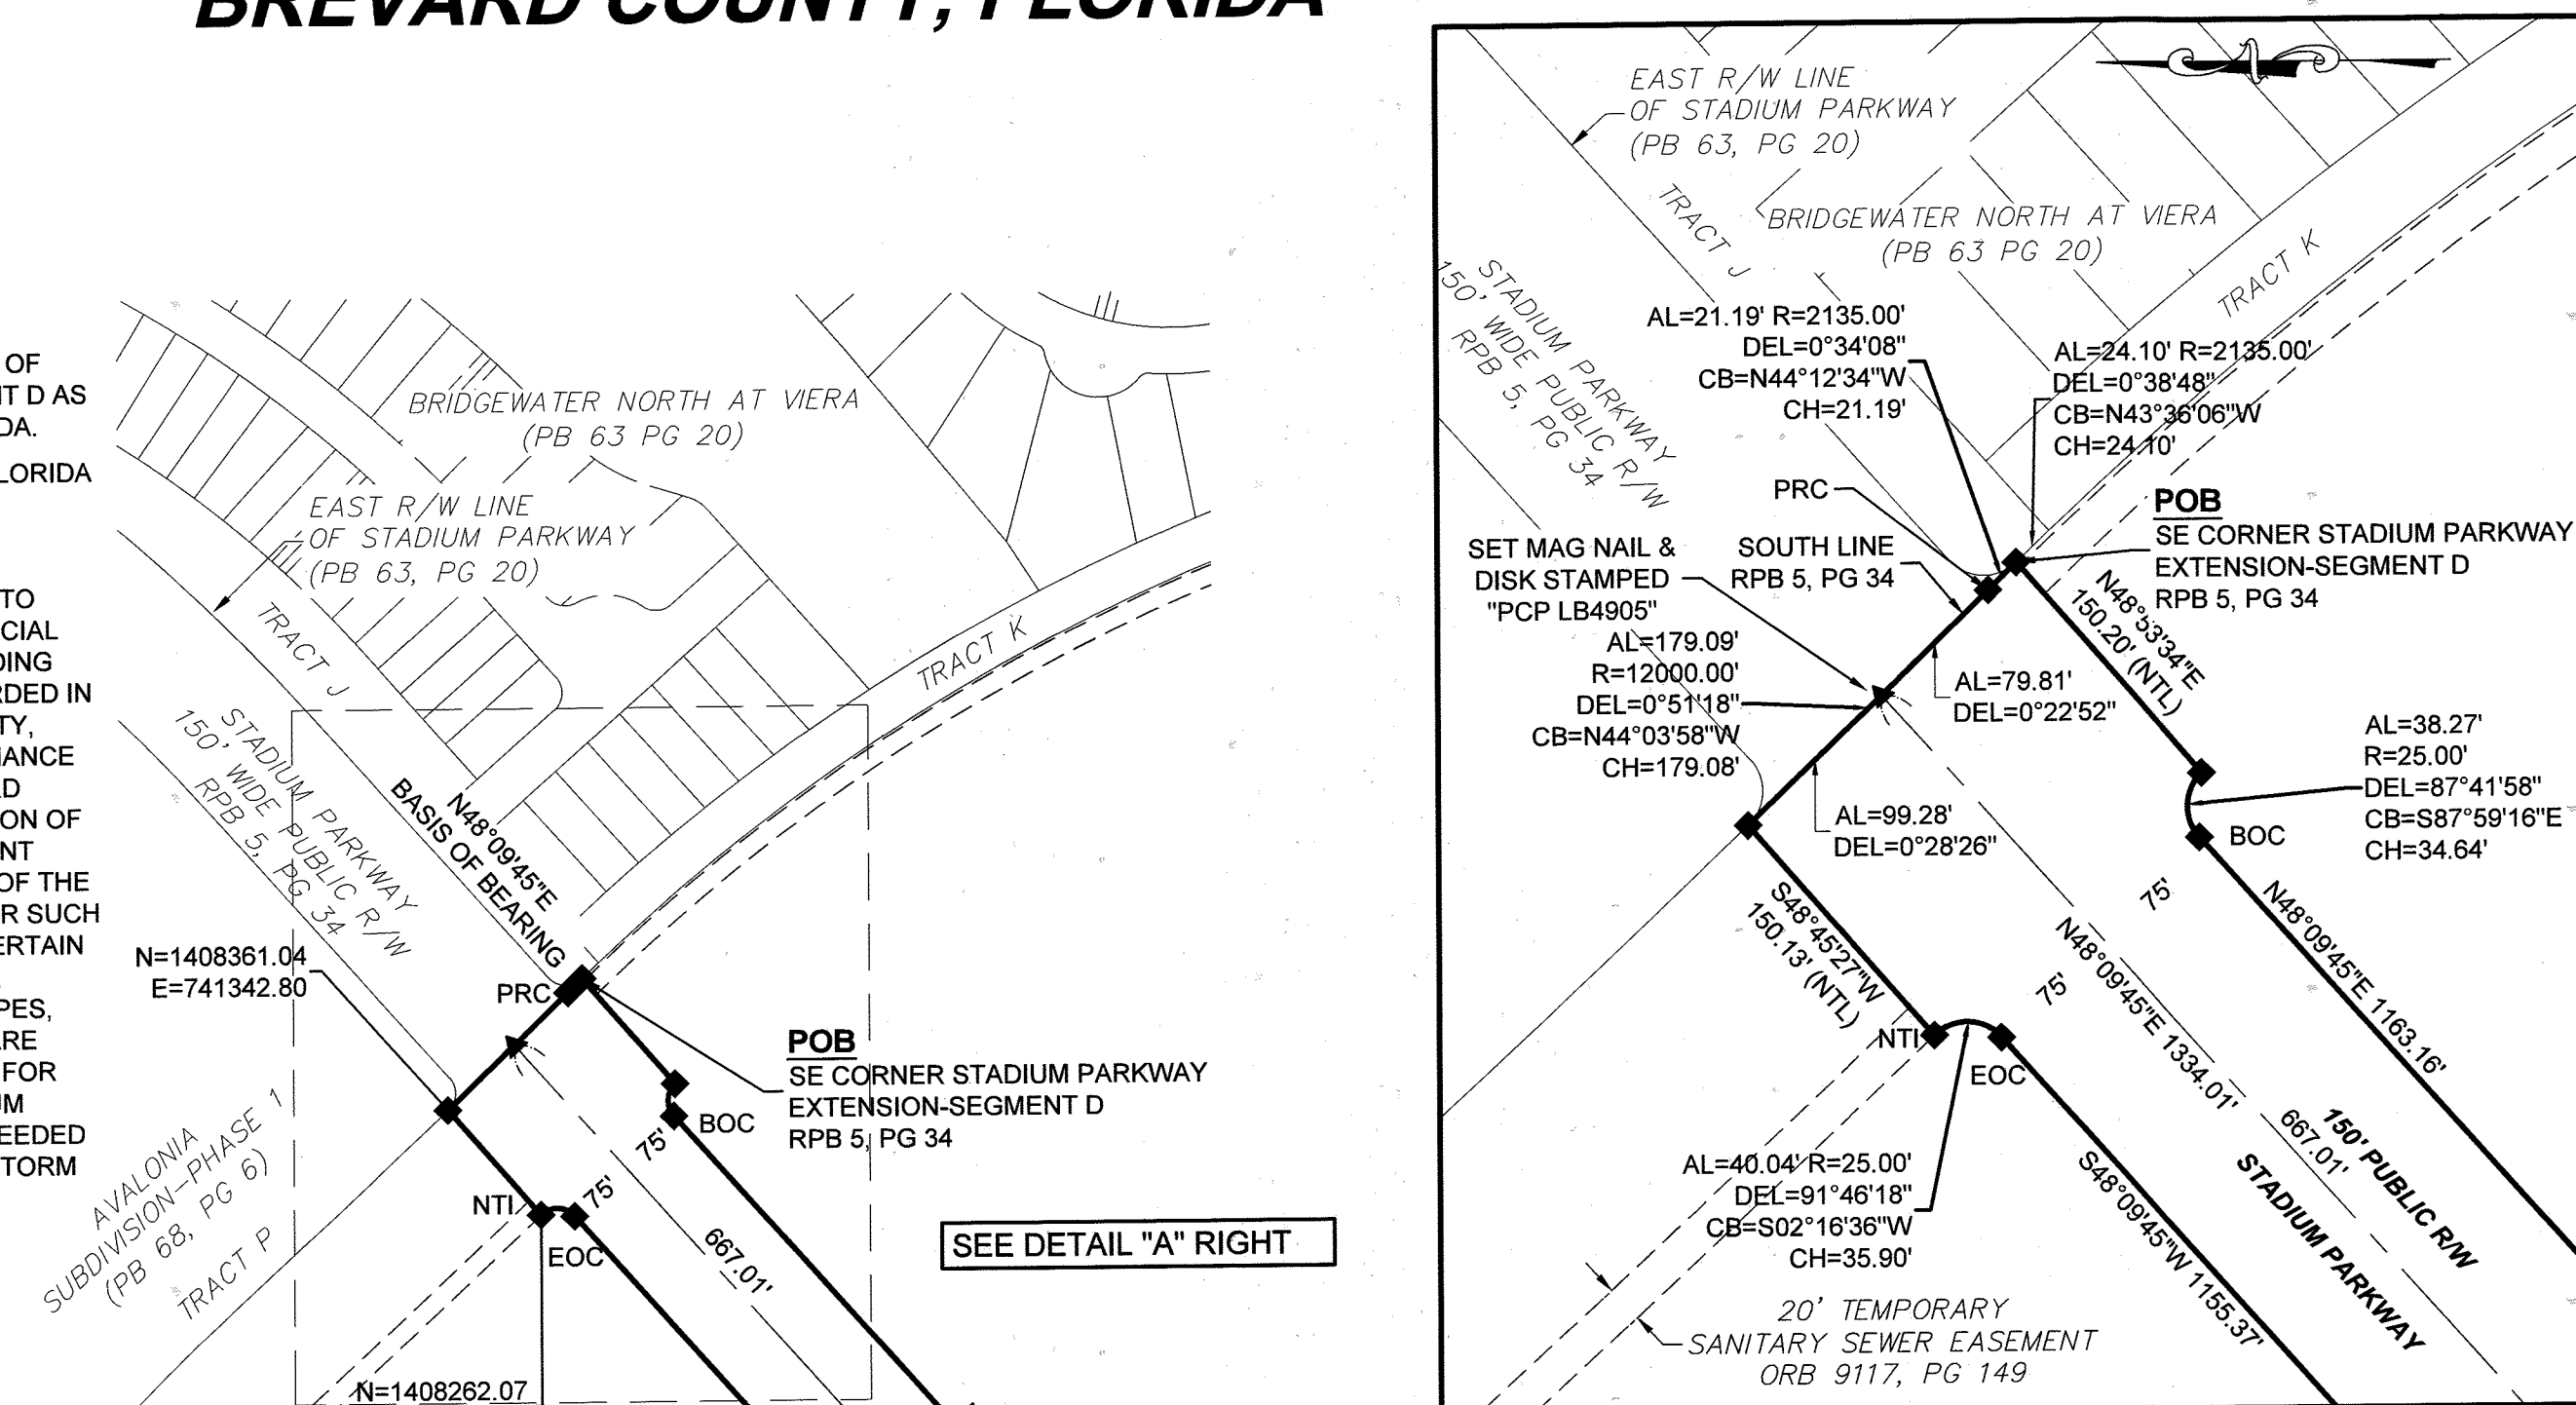 BREVARD COUNTY, FLORIDA
OF
NT D AS
DA.
LORIDA
TO
CIAL
DING
RDED IN
TY,
NANCE
D
ON OF
NT
OF THE
R SUCH
ERTAIN
PES,
ARE
FOR
UM
EEDED
STORM
BRIDGEWATER NORTH AT VIERA
(PB 63 PG 20)
EAST R/W LINE
OF STADIUM PARKWAY
(PB 63, PG 20)
TRACT J
TRACT K
STADIUM PARKWAY
150' WIDE PUBLIC R/W
RPB 5, PG 34
N48°09'45"E
BASIS OF BEARING
N=1408361.04
E=741342.80
PRC
POB
SE CORNER STADIUM PARKWAY
EXTENSION-SEGMENT D
RPB 5, PG 34
BOC
75'
75'
NTI
EOC
667.01'
AVALONIA
SUBDIVISION-PHASE 1
(PB 68, PG 6)
TRACT P
N=1408262.07
SEE DETAIL "A" RIGHT
EAST R/W LINE
OF STADIUM PARKWAY
(PB 63, PG 20)
TRACT J
BRIDGEWATER NORTH AT VIERA
(PB 63 PG 20)
TRACT K
STADIUM PARKWAY
150' WIDE PUBLIC R/W
RPB 5, PG 34
AL=21.19' R=2135.00'
DEL=0°34'08"
CB=N44°12'34"W
CH=21.19'
AL=24.10' R=2135.00'
DEL=0°38'48"
CB=N43°36'06"W
CH=24.10'
PRC
POB
SE CORNER STADIUM PARKWAY
EXTENSION-SEGMENT D
RPB 5, PG 34
SET MAG NAIL &
DISK STAMPED
"PCP LB4905"
SOUTH LINE
RPB 5, PG 34
AL=179.09'
R=12000.00'
DEL=0°51'18"
CB=N44°03'58"W
CH=179.08'
N48°53'34"E
150.20' (NTL)
AL=79.81'
DEL=0°22'52"
AL=38.27'
R=25.00'
DEL=87°41'58"
CB=S87°59'16"E
CH=34.64'
BOC
AL=99.28'
DEL=0°28'26"
S48°45'27"W
150.13' (NTL)
75'
75'
N48°09'45"E 1163.16'
N48°09'45"E 1334.01'
NTI
EOC
667.01'
150' PUBLIC R/W
STADIUM PARKWAY
S48°09'45"W 1155.37'
AL=40.04' R=25.00'
DEL=91°46'18"
CB=S02°16'36"W
CH=35.90'
20' TEMPORARY
SANITARY SEWER EASEMENT
ORB 9117, PG 149